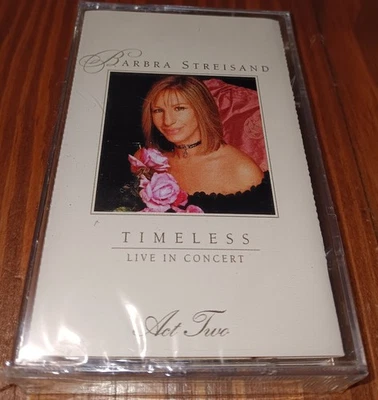 BARBRA STREISAND
TIMELESS
LIVE IN CONCERT
Act Two